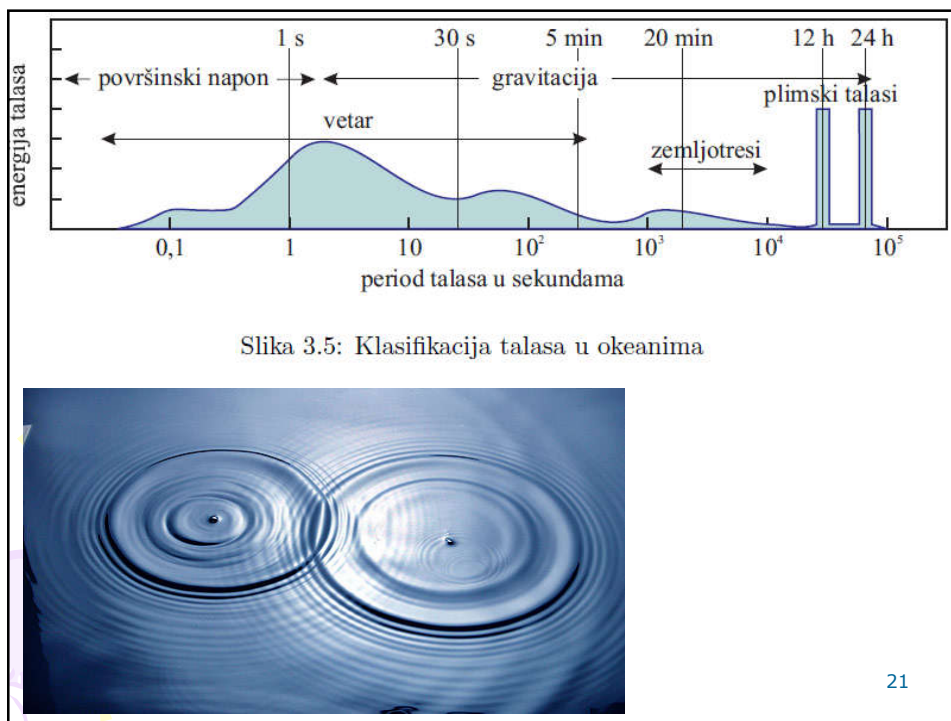 1 s 30 s 5 min 20 min 12 h 24 h
površinski napon gravitacija
plimski talasi
vetar
zemljotresi
energija talasa
0,1 1 10 10² 10³ 10⁴ 10⁵
period talasa u sekundama
Slika 3.5: Klasifikacija talasa u okeanima
21